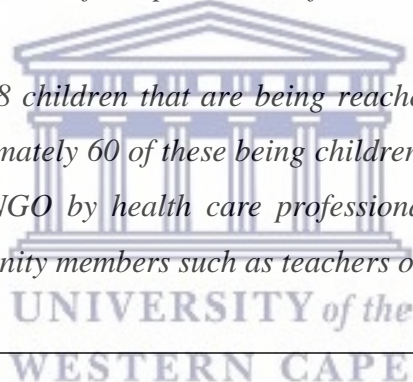 8 children that are being reache
mately 60 of these being children
NGO by health care professiona
nity members such as teachers o
UNIVERSITY of the
WESTERN CAPE